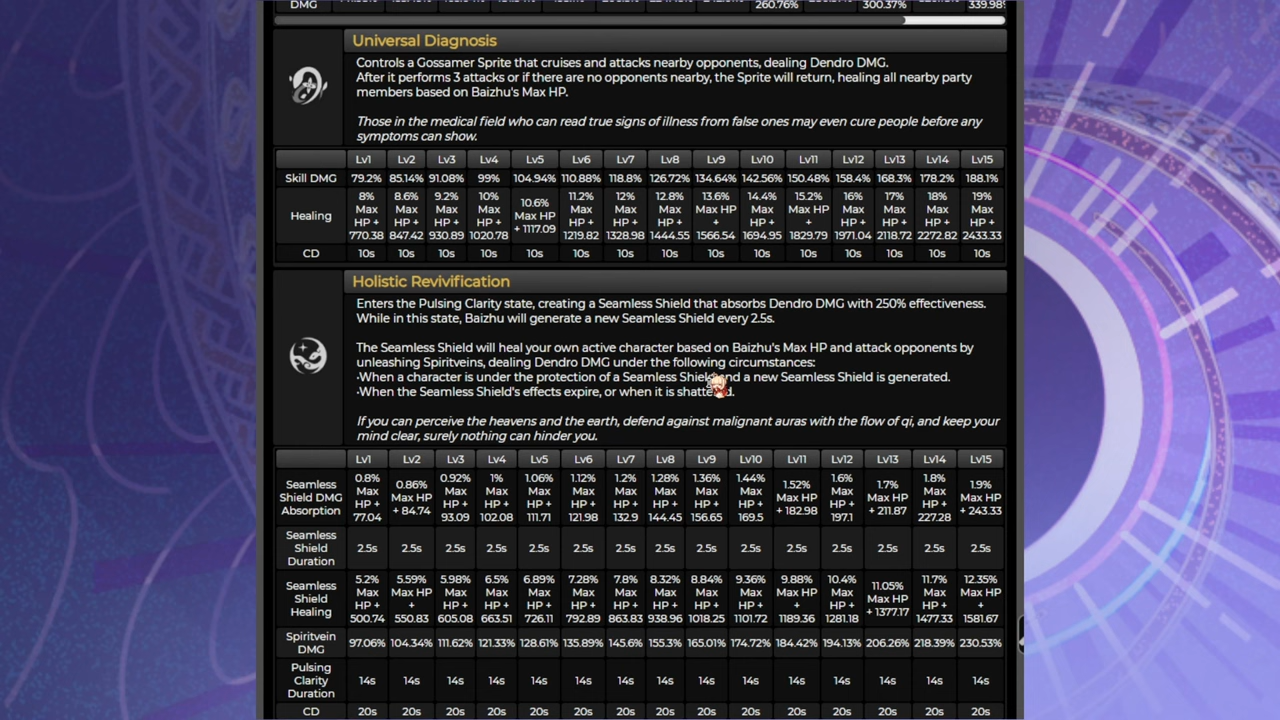 DMG 260.76% 300.37% 339.98%
Universal Diagnosis
Controls a Gossamer Sprite that cruises and attacks nearby opponents, dealing Dendro DMG.
After it performs 3 attacks or if there are no opponents nearby, the Sprite will return, healing all nearby party
members based on Baizhu's Max HP.
Those in the medical field who can read true signs of illness from false ones may even cure people before any
symptoms can show.
Lv1 Lv2 Lv3 Lv4 Lv5 Lv6 Lv7 Lv8 Lv9 Lv10 Lv11 Lv12 Lv13 Lv14 Lv15
Skill DMG 79.2% 85.14% 91.08% 99% 104.94% 110.88% 118.8% 126.72% 134.64% 142.56% 150.48% 158.4% 168.3% 178.2% 188.1%
Healing 8% Max HP + 770.38 8.6% Max HP + 847.42 9.2% Max HP + 930.89 10% Max HP + 1020.78 10.6% Max HP + 1117.09 11.2% Max HP + 1219.82 12% Max HP + 1328.98 12.8% Max HP + 1444.55 13.6% Max HP + 1566.54 14.4% Max HP + 1694.95 15.2% Max HP + 1829.79 16% Max HP + 1971.04 17% Max HP + 2118.72 18% Max HP + 2272.82 19% Max HP + 2433.33
CD 10s 10s 10s 10s 10s 10s 10s 10s 10s 10s 10s 10s 10s 10s 10s
Holistic Revivification
Enters the Pulsing Clarity state, creating a Seamless Shield that absorbs Dendro DMG with 250% effectiveness.
While in this state, Baizhu will generate a new Seamless Shield every 2.5s.
The Seamless Shield will heal your own active character based on Baizhu's Max HP and attack opponents by
unleashing Spiritveins, dealing Dendro DMG under the following circumstances:
·When a character is under the protection of a Seamless Shield and a new Seamless Shield is generated.
·When the Seamless Shield's effects expire, or when it is shattered.
If you can perceive the heavens and the earth, defend against malignant auras with the flow of qi, and keep your
mind clear, surely nothing can hinder you.
Lv1 Lv2 Lv3 Lv4 Lv5 Lv6 Lv7 Lv8 Lv9 Lv10 Lv11 Lv12 Lv13 Lv14 Lv15
Seamless Shield DMG Absorption 0.8% Max HP + 77.04 0.86% Max HP + 84.74 0.92% Max HP + 93.09 1% Max HP + 102.08 1.06% Max HP + 111.71 1.12% Max HP + 121.98 1.2% Max HP + 132.9 1.28% Max HP + 144.45 1.36% Max HP + 156.65 1.44% Max HP + 169.5 1.52% Max HP + 182.98 1.6% Max HP + 197.1 1.7% Max HP + 211.87 1.8% Max HP + 227.28 1.9% Max HP + 243.33
Seamless Shield Duration 2.5s 2.5s 2.5s 2.5s 2.5s 2.5s 2.5s 2.5s 2.5s 2.5s 2.5s 2.5s 2.5s 2.5s 2.5s
Seamless Shield Healing 5.2% Max HP + 500.74 5.59% Max HP + 550.83 5.98% Max HP + 605.08 6.5% Max HP + 663.51 6.89% Max HP + 726.11 7.28% Max HP + 792.89 7.8% Max HP + 863.83 8.32% Max HP + 938.96 8.84% Max HP + 1018.25 9.36% Max HP + 1101.72 9.88% Max HP + 1189.36 10.4% Max HP + 1281.18 11.05% Max HP + 1377.17 11.7% Max HP + 1477.33 12.35% Max HP + 1581.67
Spiritvein DMG 97.06% 104.34% 111.62% 121.33% 128.61% 135.89% 145.6% 155.3% 165.01% 174.72% 184.42% 194.13% 206.26% 218.39% 230.53%
Pulsing Clarity Duration 14s 14s 14s 14s 14s 14s 14s 14s 14s 14s 14s 14s 14s 14s 14s
CD 20s 20s 20s 20s 20s 20s 20s 20s 20s 20s 20s 20s 20s 20s 20s